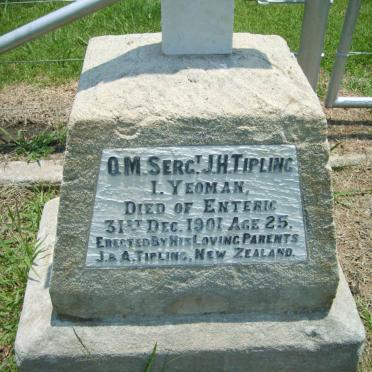 Q.M. SERGT. J.H. TIPLING
I. YEOMAN,
DIED OF ENTERIC
31ST DEC. 1901 AGE 25.
ERECTED BY HIS LOVING PARENTS
J. & A. TIPLING, NEW ZEALAND.